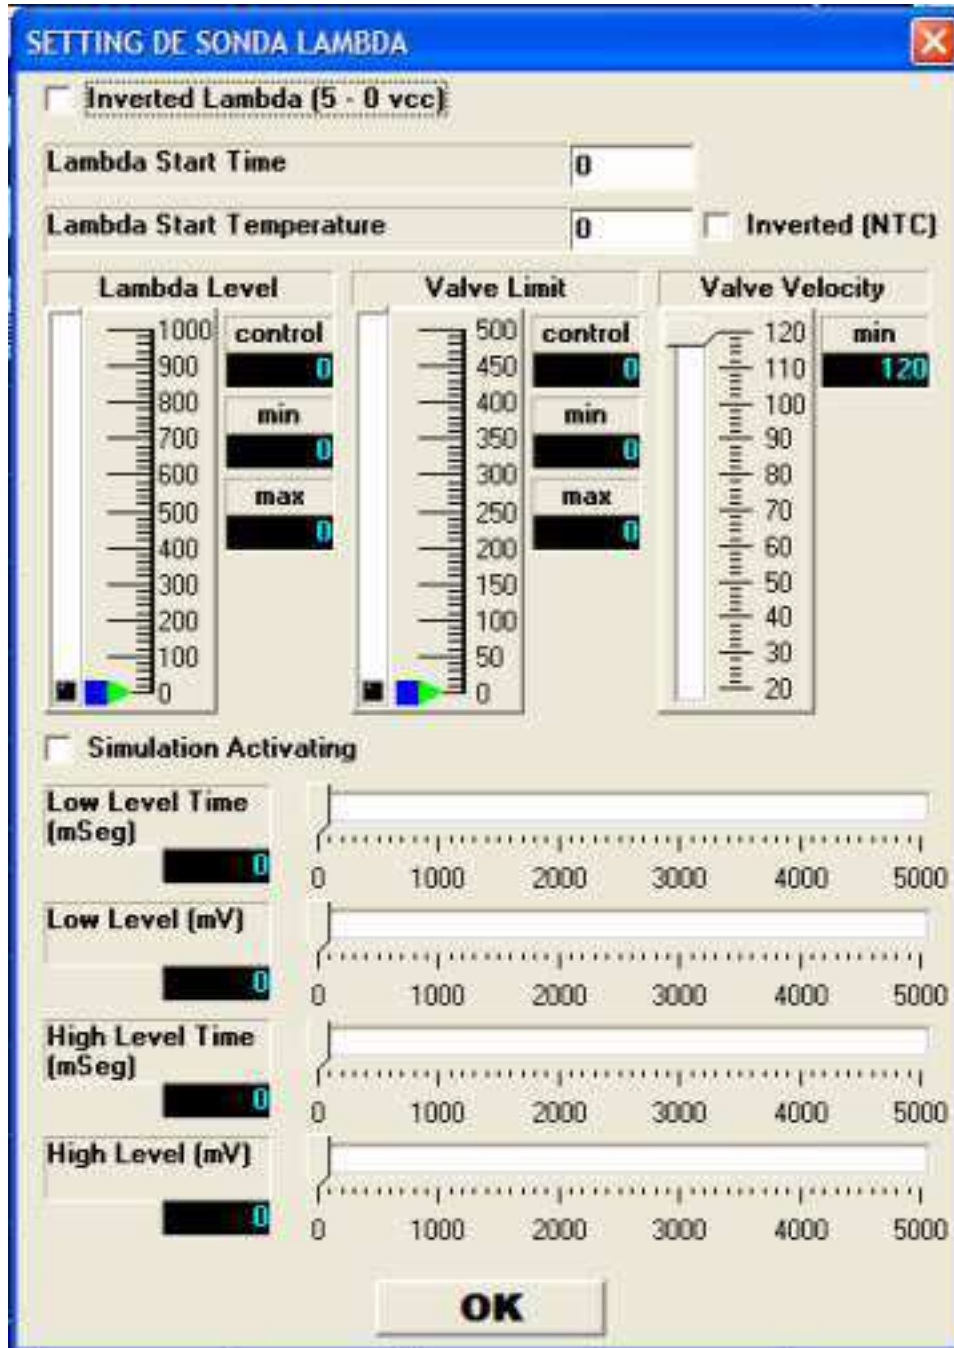 SETTING DE SONDA LAMBDA
Inverted Lambda (5 - 0 vcc)
Lambda Start Time 0
Lambda Start Temperature 0 Inverted (NTC)
Lambda Level
1000
900
800
700
600
500
400
300
200
100
0
control
0
min
0
max
0
Valve Limit
500
450
400
350
300
250
200
150
100
50
0
control
0
min
0
max
0
Valve Velocity
120
110
100
90
80
70
60
50
40
30
20
min
120
Simulation Activating
Low Level Time
(mSeg)
0
0 1000 2000 3000 4000 5000
Low Level (mV)
0
0 1000 2000 3000 4000 5000
High Level Time
(mSeg)
0
0 1000 2000 3000 4000 5000
High Level (mV)
0
0 1000 2000 3000 4000 5000
OK